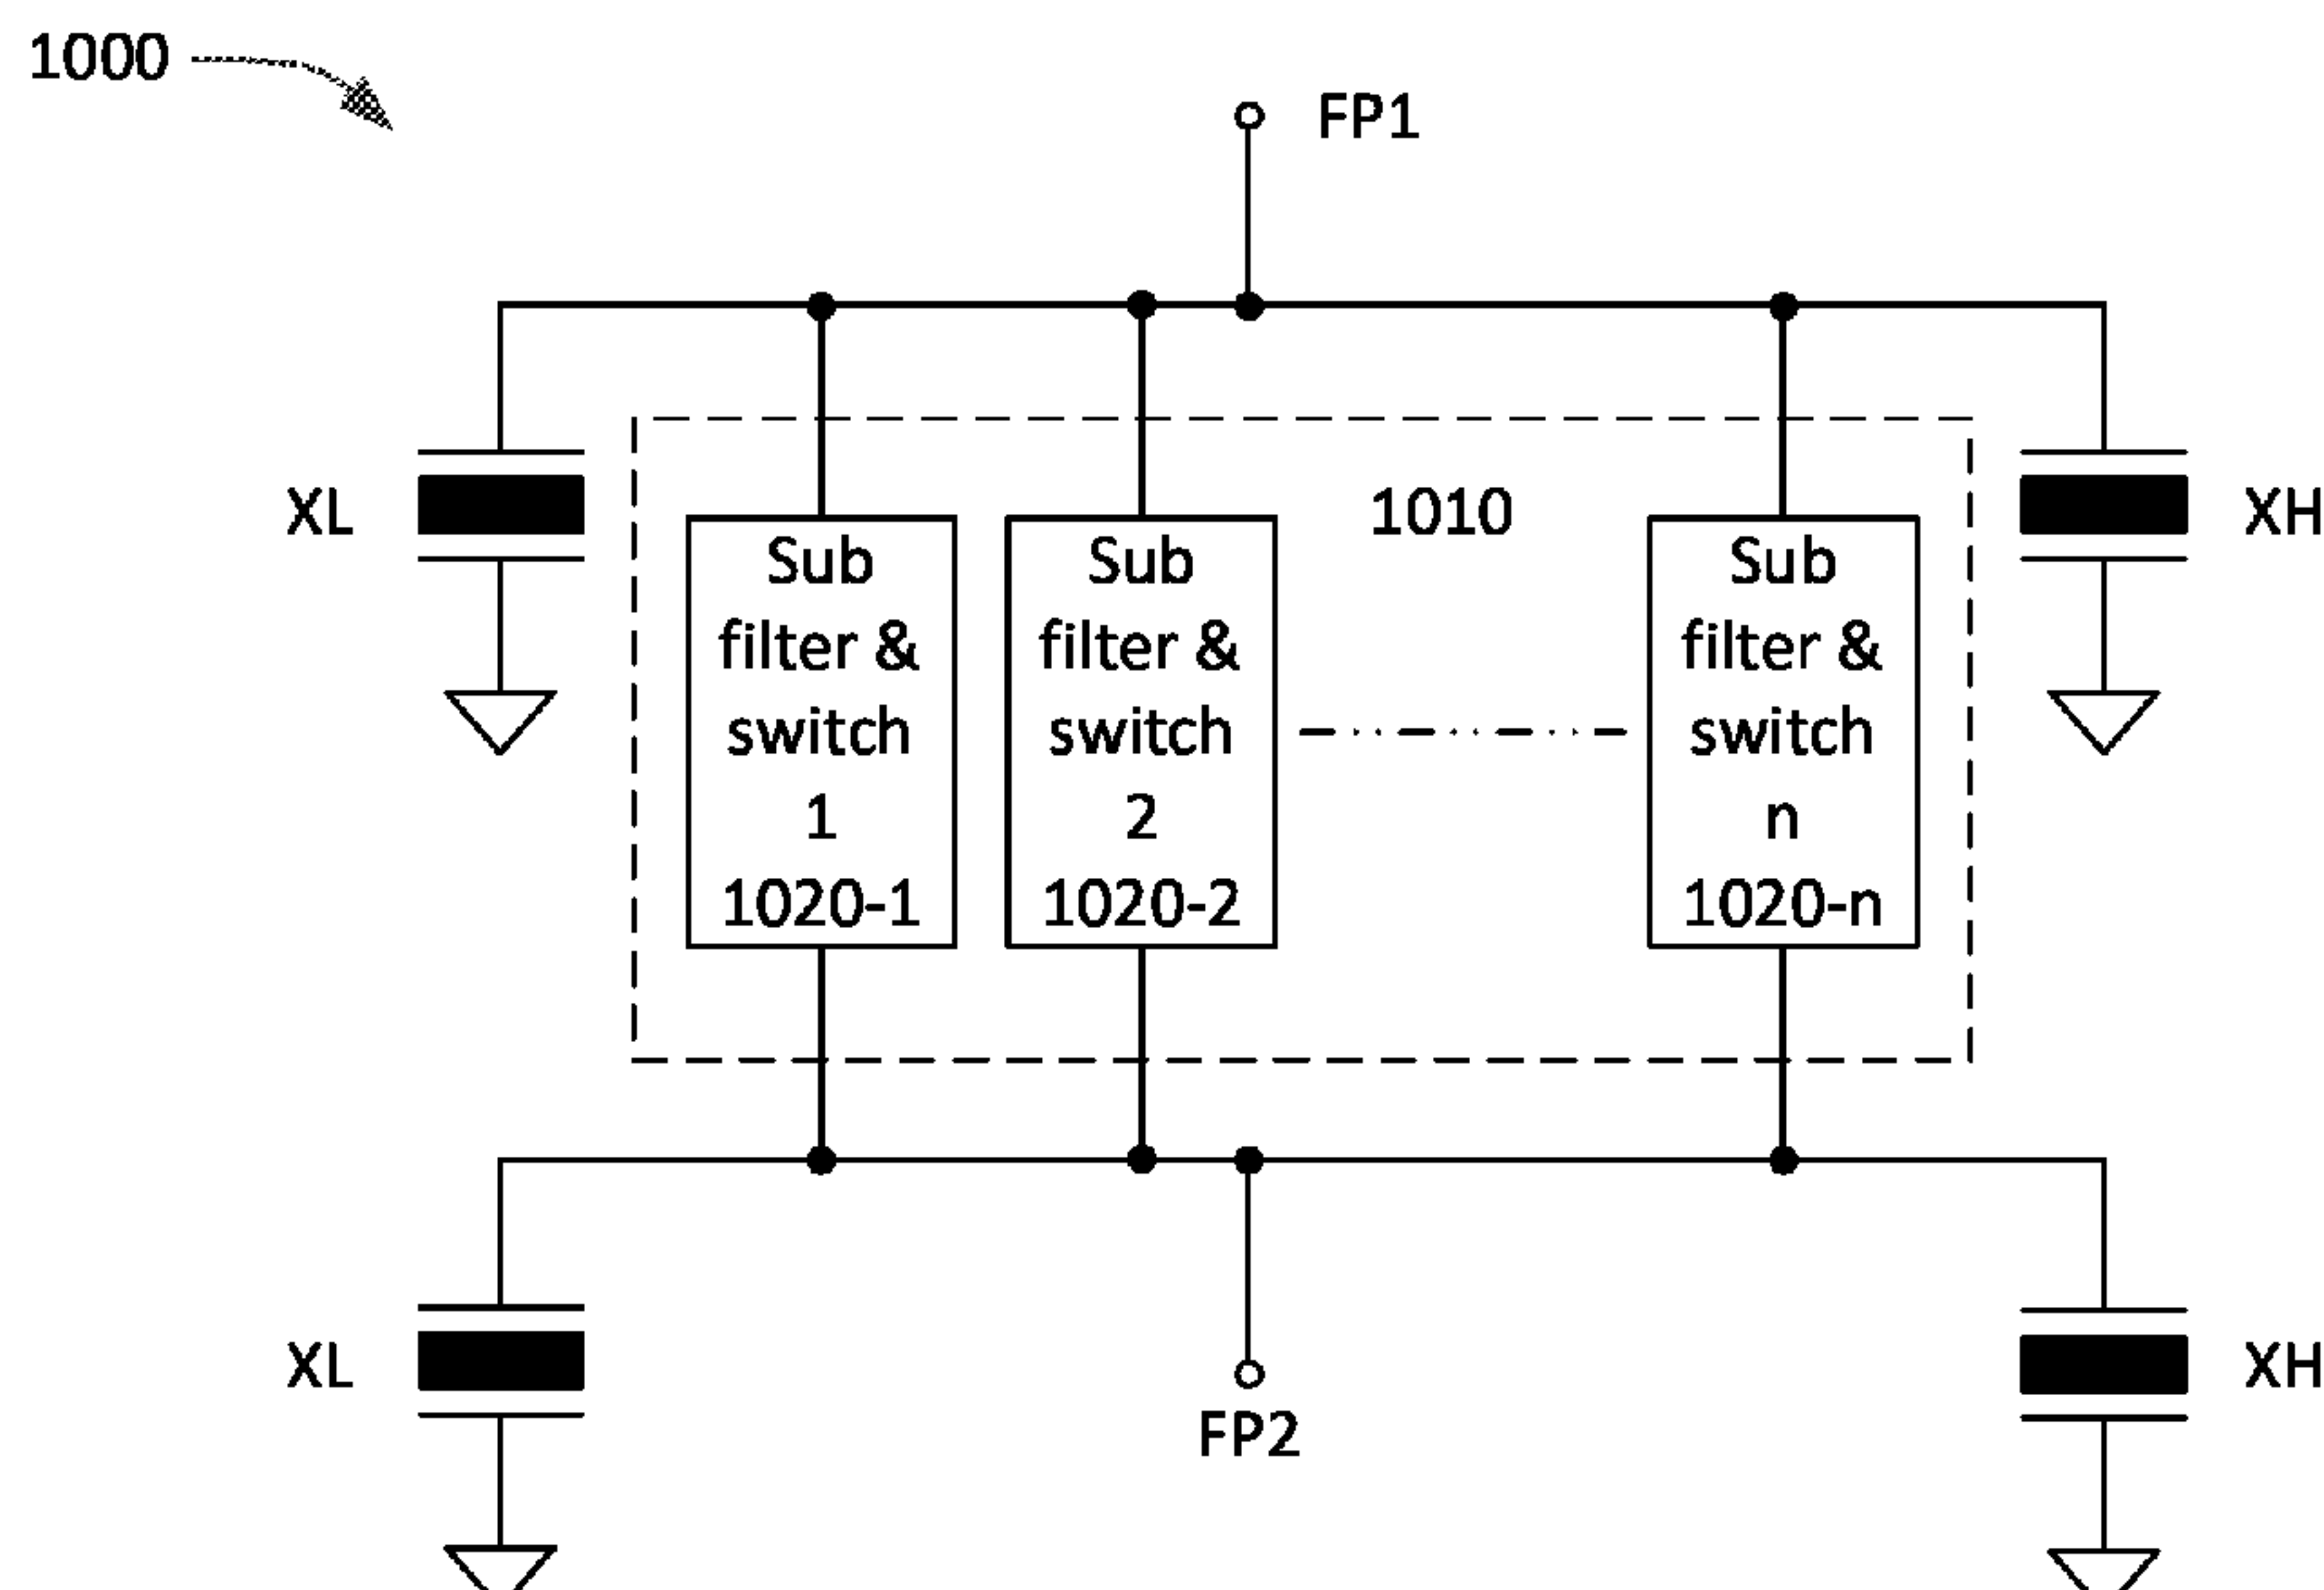 1000
FP1
XL
1010
XH
Sub
filter &
switch
1
1020-1
Sub
filter &
switch
2
1020-2
Sub
filter &
switch
n
1020-n
XL
XH
FP2